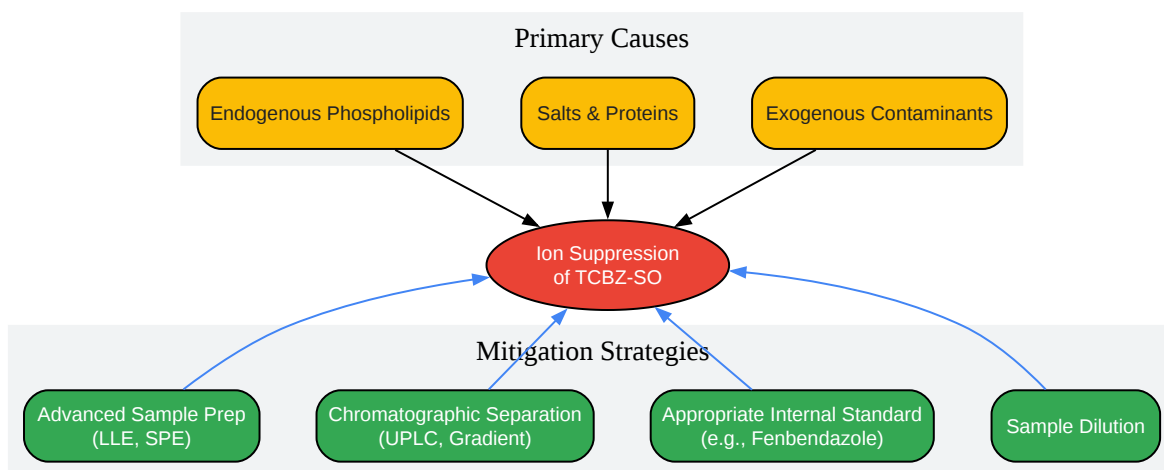 Primary Causes
Endogenous Phospholipids
Salts & Proteins
Exogenous Contaminants
Ion Suppression
of TCBZ-SO
Mitigation Strategies
Advanced Sample Prep
(LLE, SPE)
Chromatographic Separation
(UPLC, Gradient)
Appropriate Internal Standard
(e.g., Fenbendazole)
Sample Dilution